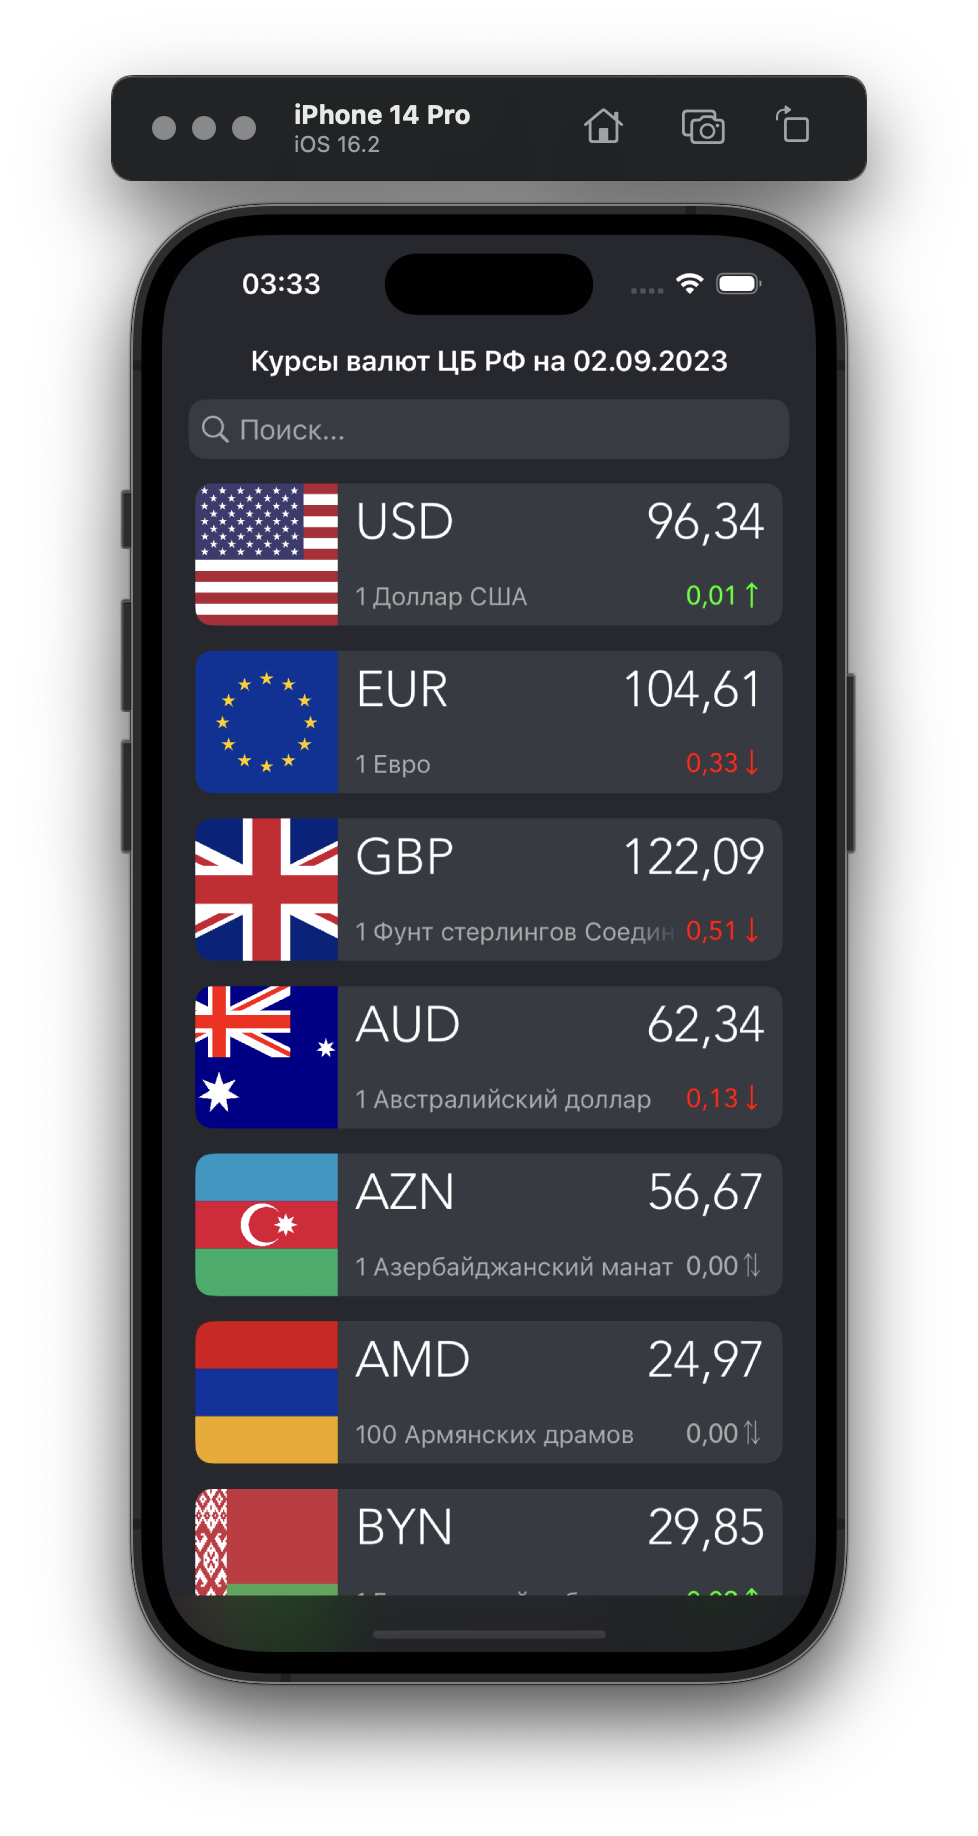 iPhone 14 Pro
iOS 16.2
03:33
Курсы валют ЦБ РФ на 02.09.2023
Поиск...
USD 96,34
1 Доллар США 0,01 ↑
EUR 104,61
1 Евро 0,33 ↓
GBP 122,09
1 Фунт стерлингов Соедин 0,51 ↓
AUD 62,34
1 Австралийский доллар 0,13 ↓
AZN 56,67
1 Азербайджанский манат 0,00 ⇅
AMD 24,97
100 Армянских драмов 0,00 ⇅
BYN 29,85